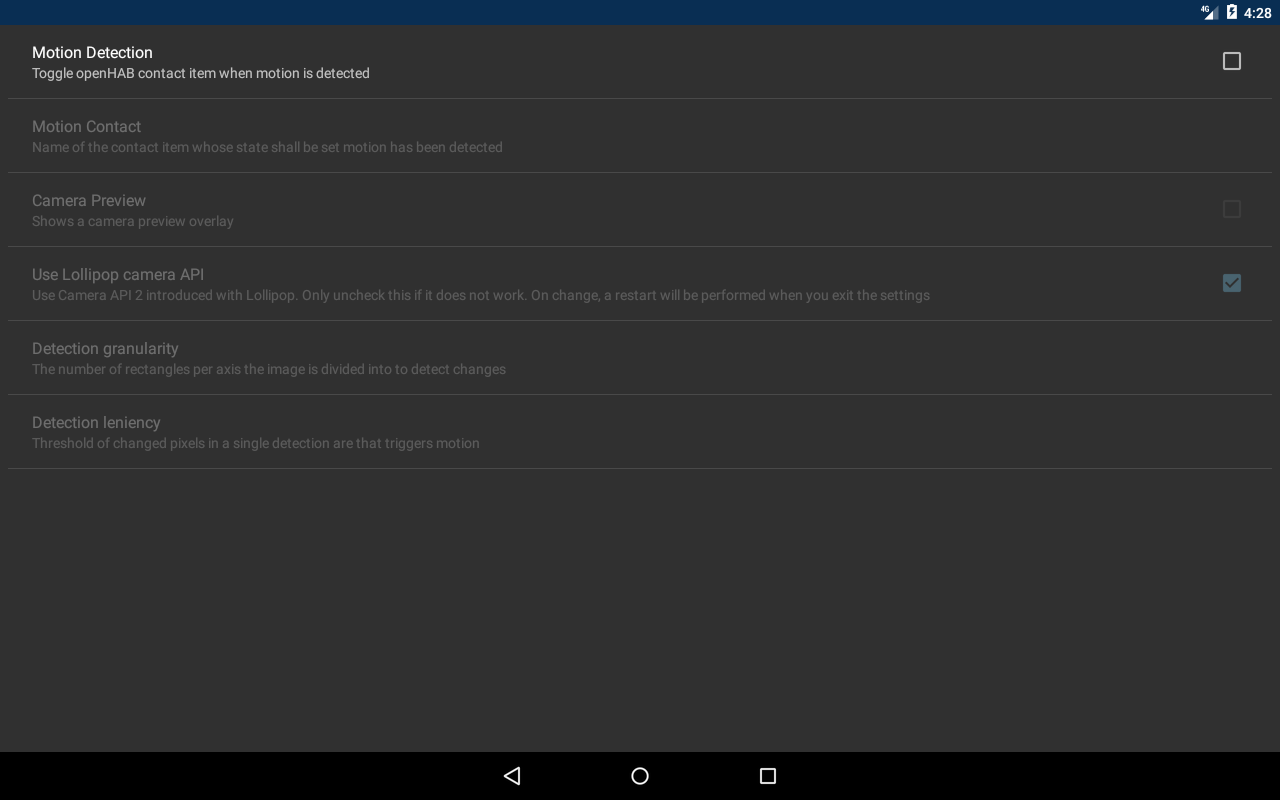 4G 4:28
Motion Detection
Toggle openHAB contact item when motion is detected
Motion Contact
Name of the contact item whose state shall be set motion has been detected
Camera Preview
Shows a camera preview overlay
Use Lollipop camera API
Use Camera API 2 introduced with Lollipop. Only uncheck this if it does not work. On change, a restart will be performed when you exit the settings
Detection granularity
The number of rectangles per axis the image is divided into to detect changes
Detection leniency
Threshold of changed pixels in a single detection are that triggers motion